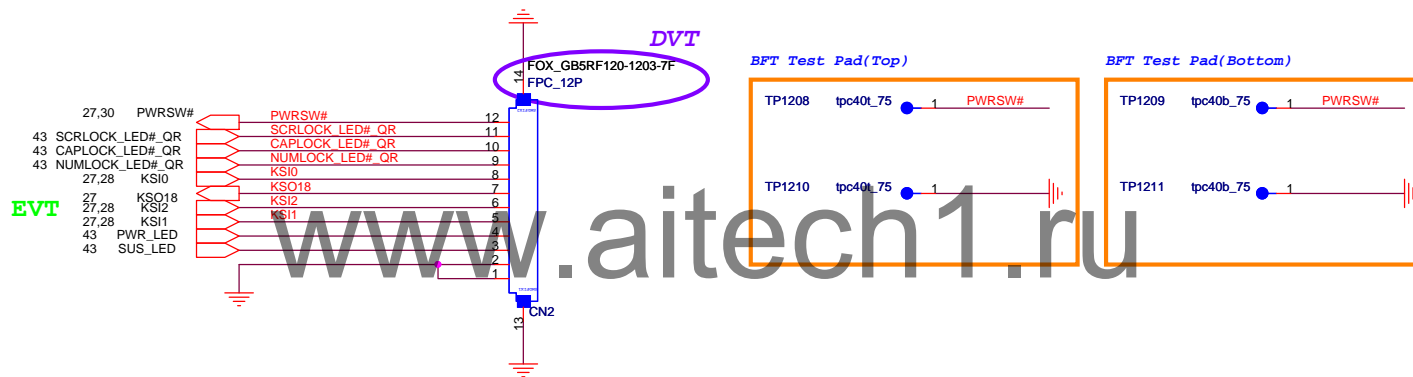 DVT
FOX_GB5RF120-1203-7F
FPC_12P
14
BFT Test Pad(Top)
BFT Test Pad(Bottom)
TP1208 tpc40t_75 1 PWRSW#
TP1209 tpc40b_75 1 PWRSW#
27,30 PWRSW# PWRSW# 12
43 SCRLOCK_LED#_QR SCRLOCK_LED#_QR 11
43 CAPLOCK_LED#_QR CAPLOCK_LED#_QR 10
43 NUMLOCK_LED#_QR NUMLOCK_LED#_QR 9
27,28 KSI0 KSI0 8
27 KSO18 KSO18 7
TP1210 tpc40t_75 1
TP1211 tpc40b_75 1
EVT
27,28 KSI2 KSI2 6
27,28 KSI1 KSI1 5
43 PWR_LED 4
43 SUS_LED 3
2
1
www.aitech1.ru
CN2
13